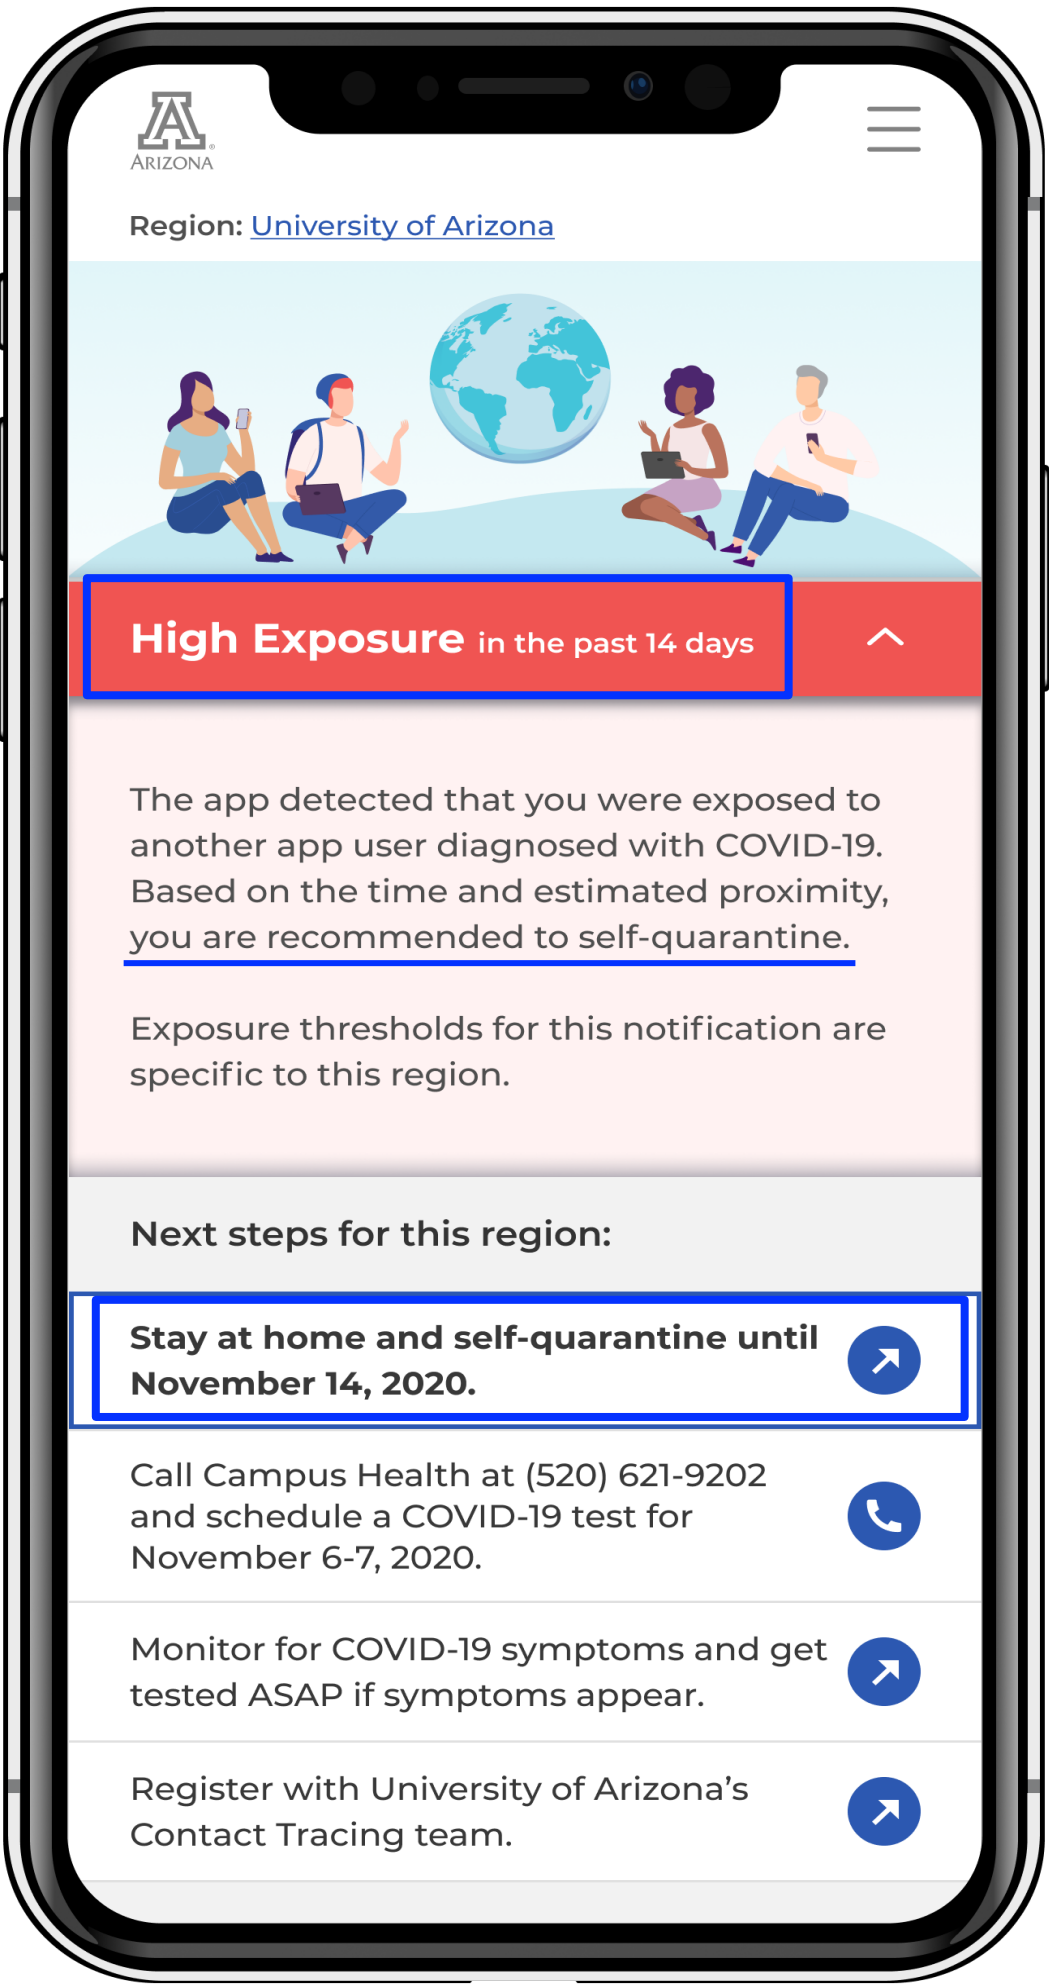 ARIZONA
Region: University of Arizona
High Exposure in the past 14 days
The app detected that you were exposed to
another app user diagnosed with COVID-19.
Based on the time and estimated proximity,
you are recommended to self-quarantine.
Exposure thresholds for this notification are
specific to this region.
Next steps for this region:
Stay at home and self-quarantine until
November 14, 2020.
Call Campus Health at (520) 621-9202
and schedule a COVID-19 test for
November 6-7, 2020.
Monitor for COVID-19 symptoms and get
tested ASAP if symptoms appear.
Register with University of Arizona’s
Contact Tracing team.